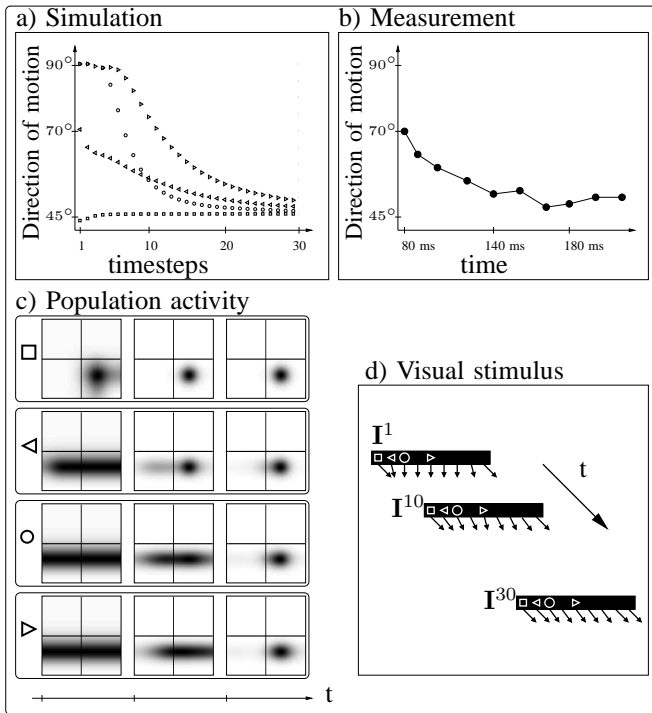 a) Simulation
Direction of motion
90°
70°
45°
1
10
20
30
timesteps
b) Measurement
Direction of motion
90°
70°
45°
80 ms
140 ms
180 ms
time
c) Population activity
t
d) Visual stimulus
I¹
t
I¹⁰
I³⁰